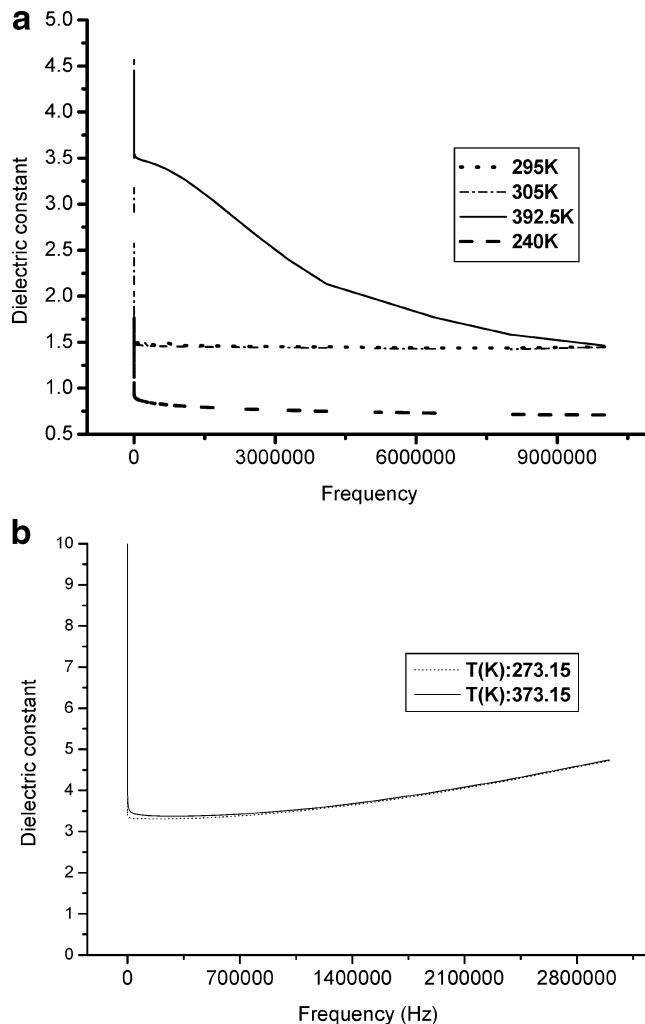 a
5.0
4.5
4.0
3.5
3.0
2.5
2.0
1.5
1.0
0.5
Dielectric constant
295K
305K
392.5K
240K
0 3000000 6000000 9000000
Frequency
b
10
9
8
7
6
5
4
3
2
1
0
Dielectric constant
T(K):273.15
T(K):373.15
0 700000 1400000 2100000 2800000
Frequency (Hz)